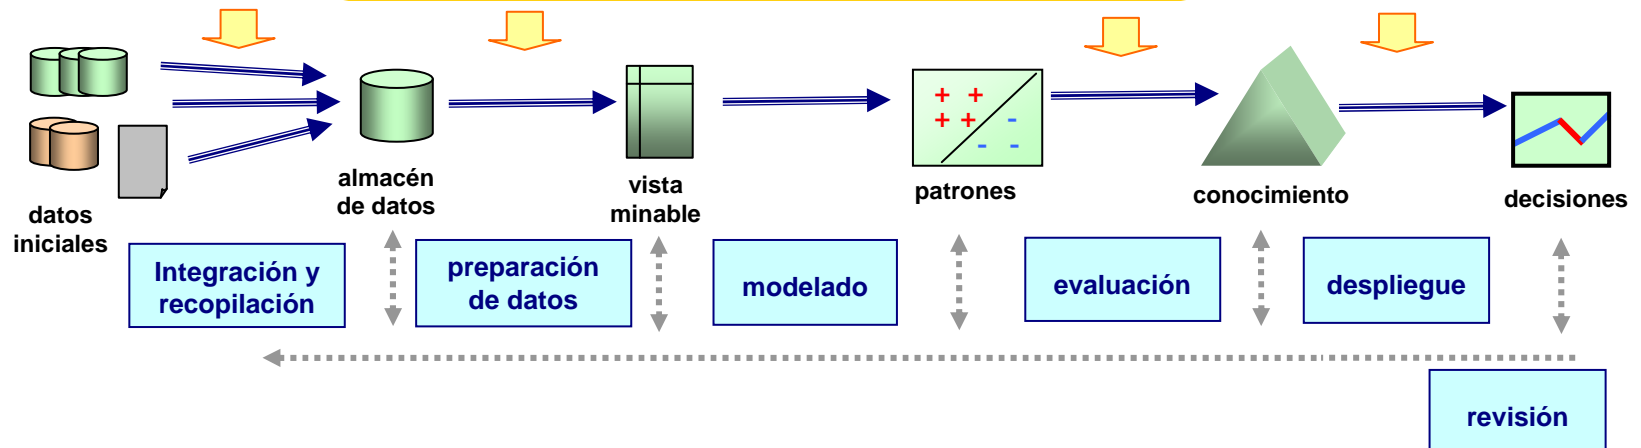 datos
iniciales
almacén
de datos
vista
minable
patrones
conocimiento
decisiones
Integración y
recopilación
preparación
de datos
modelado
evaluación
despliegue
revisión